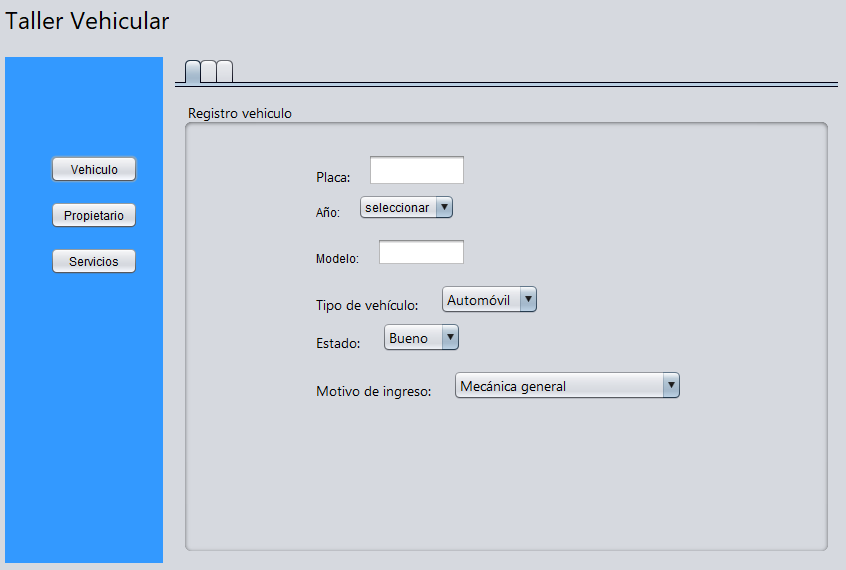 Taller Vehicular
Vehiculo
Propietario
Servicios
Registro vehiculo
Placa:
Año: seleccionar
Modelo:
Tipo de vehículo: Automóvil
Estado: Bueno
Motivo de ingreso: Mecánica general